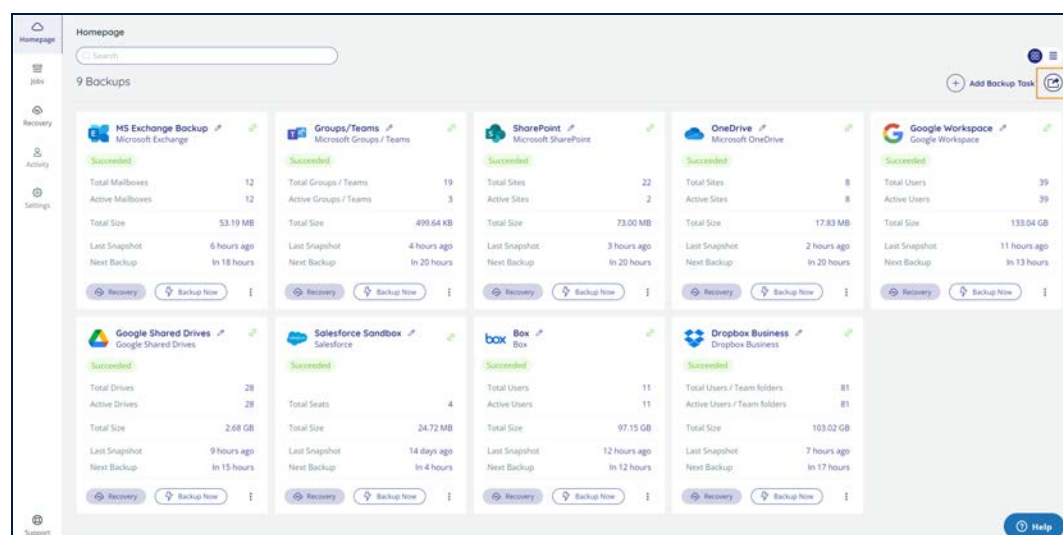 Homepage
Homepage
Search
Jobs
9 Backups
Add Backup Task
Recovery
Activity
Settings
MS Exchange Backup
Microsoft Exchange
Succeeded
Total Mailboxes 12
Active Mailboxes 12
Total Size 53.19 MB
Last Snapshot 6 hours ago
Next Backup In 18 hours
Recovery Backup Now
Groups/Teams
Microsoft Groups / Teams
Succeeded
Total Groups / Teams 19
Active Groups / Teams 3
Total Size 499.64 KB
Last Snapshot 4 hours ago
Next Backup In 20 hours
Recovery Backup Now
SharePoint
Microsoft SharePoint
Succeeded
Total Sites 22
Active Sites 2
Total Size 73.00 MB
Last Snapshot 3 hours ago
Next Backup In 20 hours
Recovery Backup Now
OneDrive
Microsoft OneDrive
Succeeded
Total Sites 8
Active Sites 8
Total Size 17.83 MB
Last Snapshot 2 hours ago
Next Backup In 20 hours
Recovery Backup Now
Google Workspace
Google Workspace
Succeeded
Total Users 39
Active Users 39
Total Size 133.04 GB
Last Snapshot 11 hours ago
Next Backup In 13 hours
Recovery Backup Now
Google Shared Drives
Google Shared Drives
Succeeded
Total Drives 28
Active Drives 28
Total Size 2.68 GB
Last Snapshot 9 hours ago
Next Backup In 15 hours
Recovery Backup Now
Salesforce Sandbox
Salesforce
Succeeded
Total Seats 4
Total Size 24.72 MB
Last Snapshot 14 days ago
Next Backup In 4 hours
Recovery Backup Now
box Box
Box
Succeeded
Total Users 11
Active Users 11
Total Size 97.15 GB
Last Snapshot 12 hours ago
Next Backup In 12 hours
Recovery Backup Now
Dropbox Business
Dropbox Business
Succeeded
Total Users / Team folders 81
Active Users / Team folders 81
Total Size 103.02 GB
Last Snapshot 7 hours ago
Next Backup In 17 hours
Recovery Backup Now
Support
Help